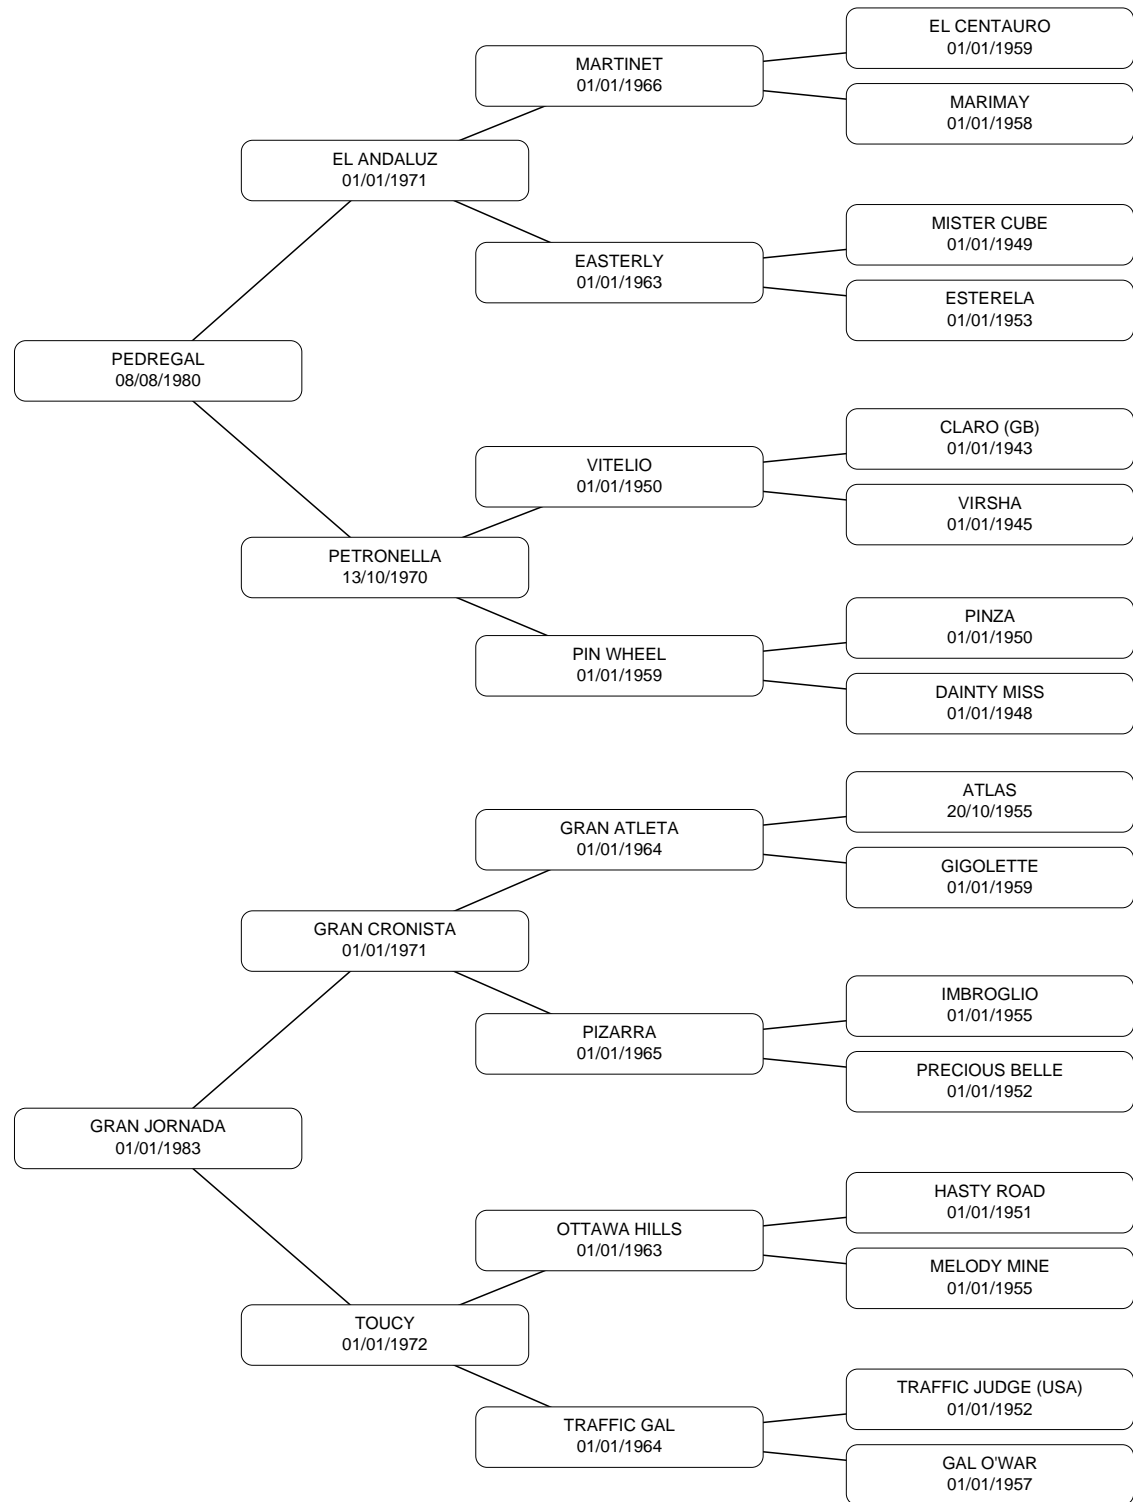 EL CENTAURO
01/01/1959
MARTINET
01/01/1966
MARIMAY
01/01/1958
EL ANDALUZ
01/01/1971
MISTER CUBE
01/01/1949
EASTERLY
01/01/1963
ESTERELA
01/01/1953
PEDREGAL
08/08/1980
CLARO (GB)
01/01/1943
VITELIO
01/01/1950
VIRSHA
01/01/1945
PETRONELLA
13/10/1970
PINZA
01/01/1950
PIN WHEEL
01/01/1959
DAINTY MISS
01/01/1948
ATLAS
20/10/1955
GRAN ATLETA
01/01/1964
GIGOLETTE
01/01/1959
GRAN CRONISTA
01/01/1971
IMBROGLIO
01/01/1955
PIZARRA
01/01/1965
PRECIOUS BELLE
01/01/1952
GRAN JORNADA
01/01/1983
HASTY ROAD
01/01/1951
OTTAWA HILLS
01/01/1963
MELODY MINE
01/01/1955
TOUCY
01/01/1972
TRAFFIC JUDGE (USA)
01/01/1952
TRAFFIC GAL
01/01/1964
GAL O'WAR
01/01/1957